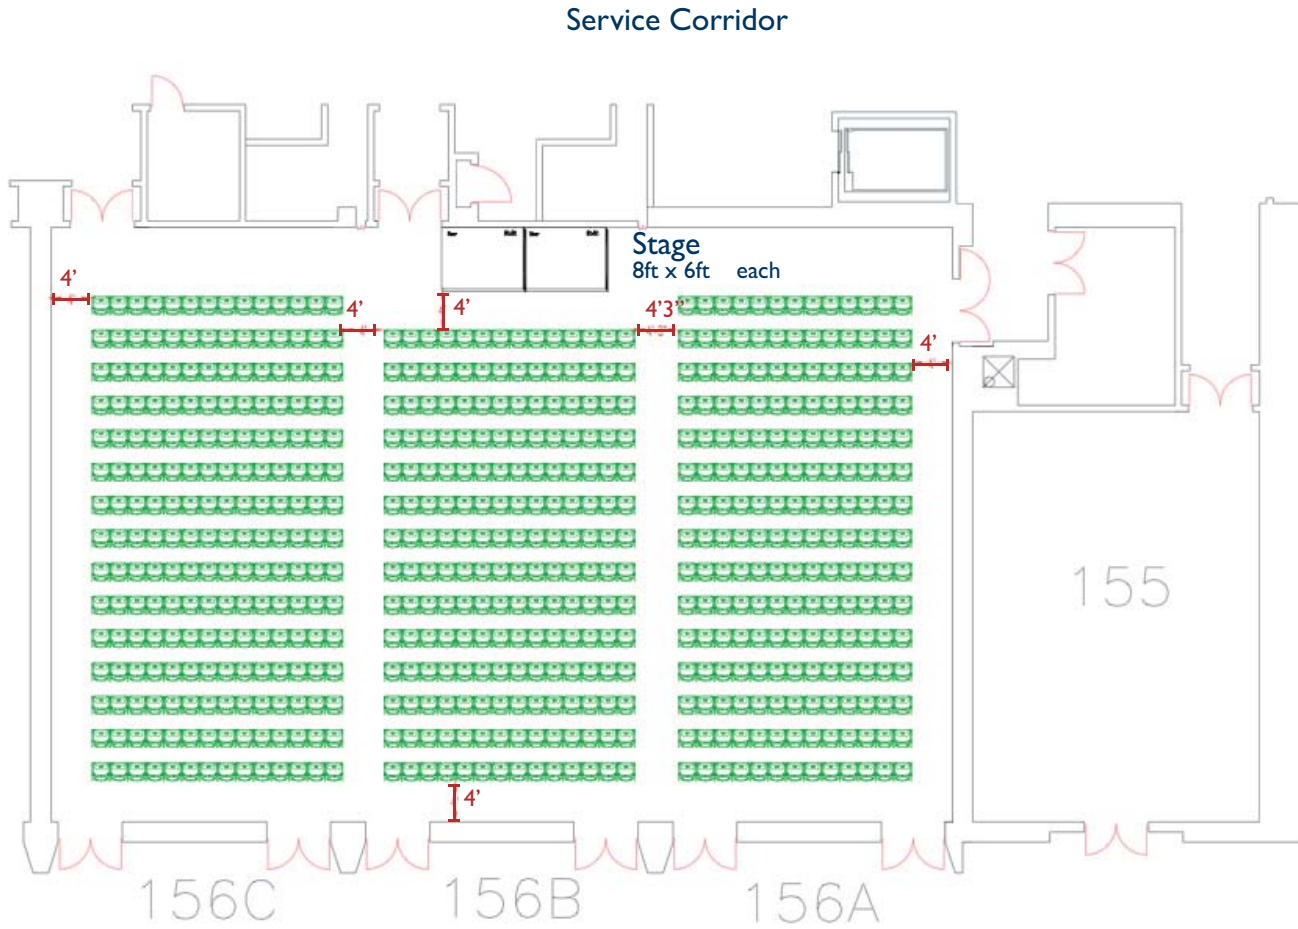 Service Corridor
Stage
8ft x 6ft each
4'
4'
4'
4'3"
4'
155
4'
156C
156B
156A